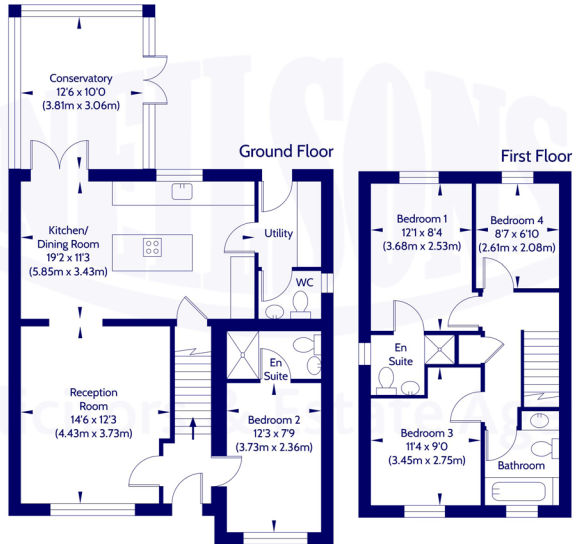 Conservatory
12'6 x 10'0
(3.81m x 3.06m)
Ground Floor
Kitchen/
Dining Room
19'2 x 11'3
(5.85m x 3.43m)
Utility
WC
Reception
Room
14'6 x 12'3
(4.43m x 3.73m)
En
Suite
Bedroom 2
12'3 x 7'9
(3.73m x 2.36m)
First Floor
Bedroom 1
12'1 x 8'4
(3.68m x 2.53m)
Bedroom 4
8'7 x 6'10
(2.61m x 2.08m)
En
Suite
Bedroom 3
11'4 x 9'0
(3.45m x 2.75m)
Bathroom
NEILSONS